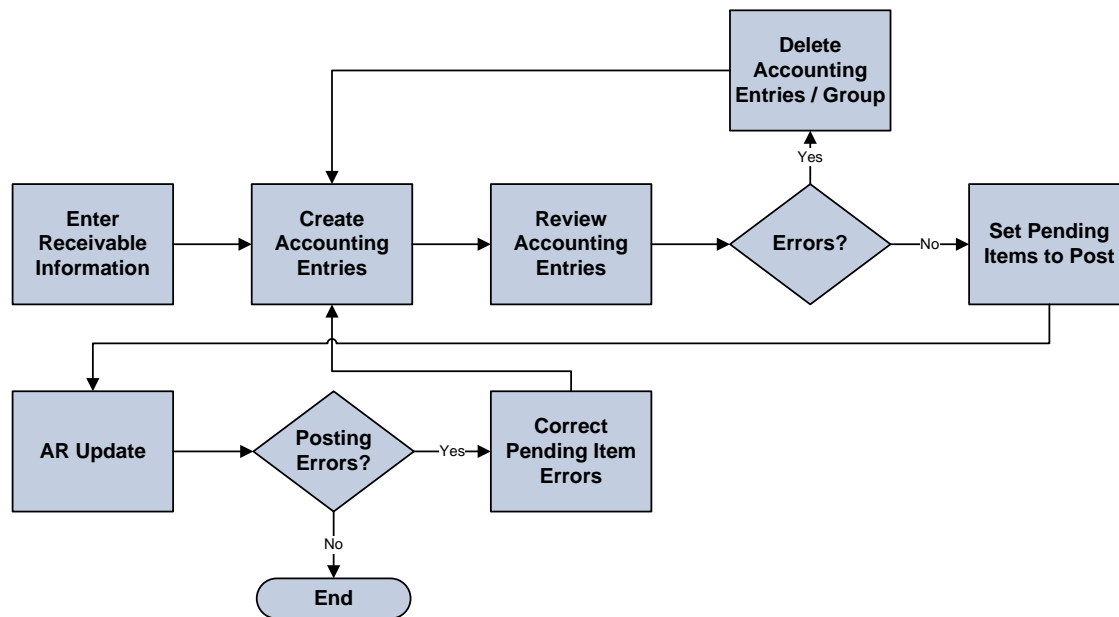 Delete
Accounting
Entries / Group
Yes
Enter
Receivable
Information
Create
Accounting
Entries
Review
Accounting
Entries
Errors?
No
Set Pending
Items to Post
AR Update
Posting
Errors?
Yes
Correct
Pending Item
Errors
No
End